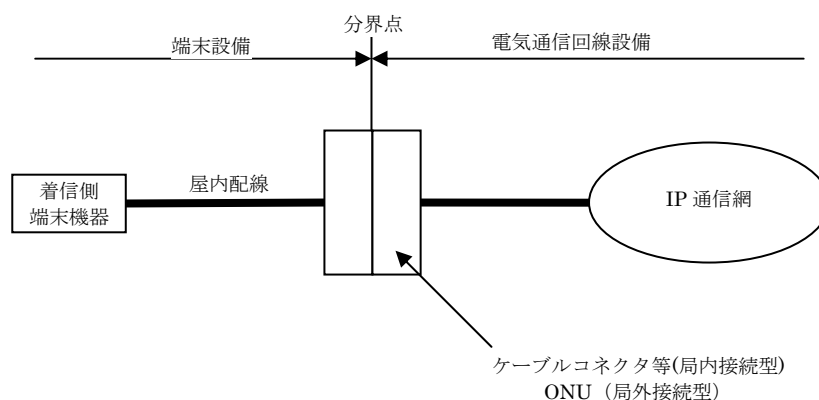 分界点
端末設備
電気通信回線設備
着信側
端末機器
屋内配線
IP 通信網
ケーブルコネクタ等(局内接続型)
ONU（局外接続型）